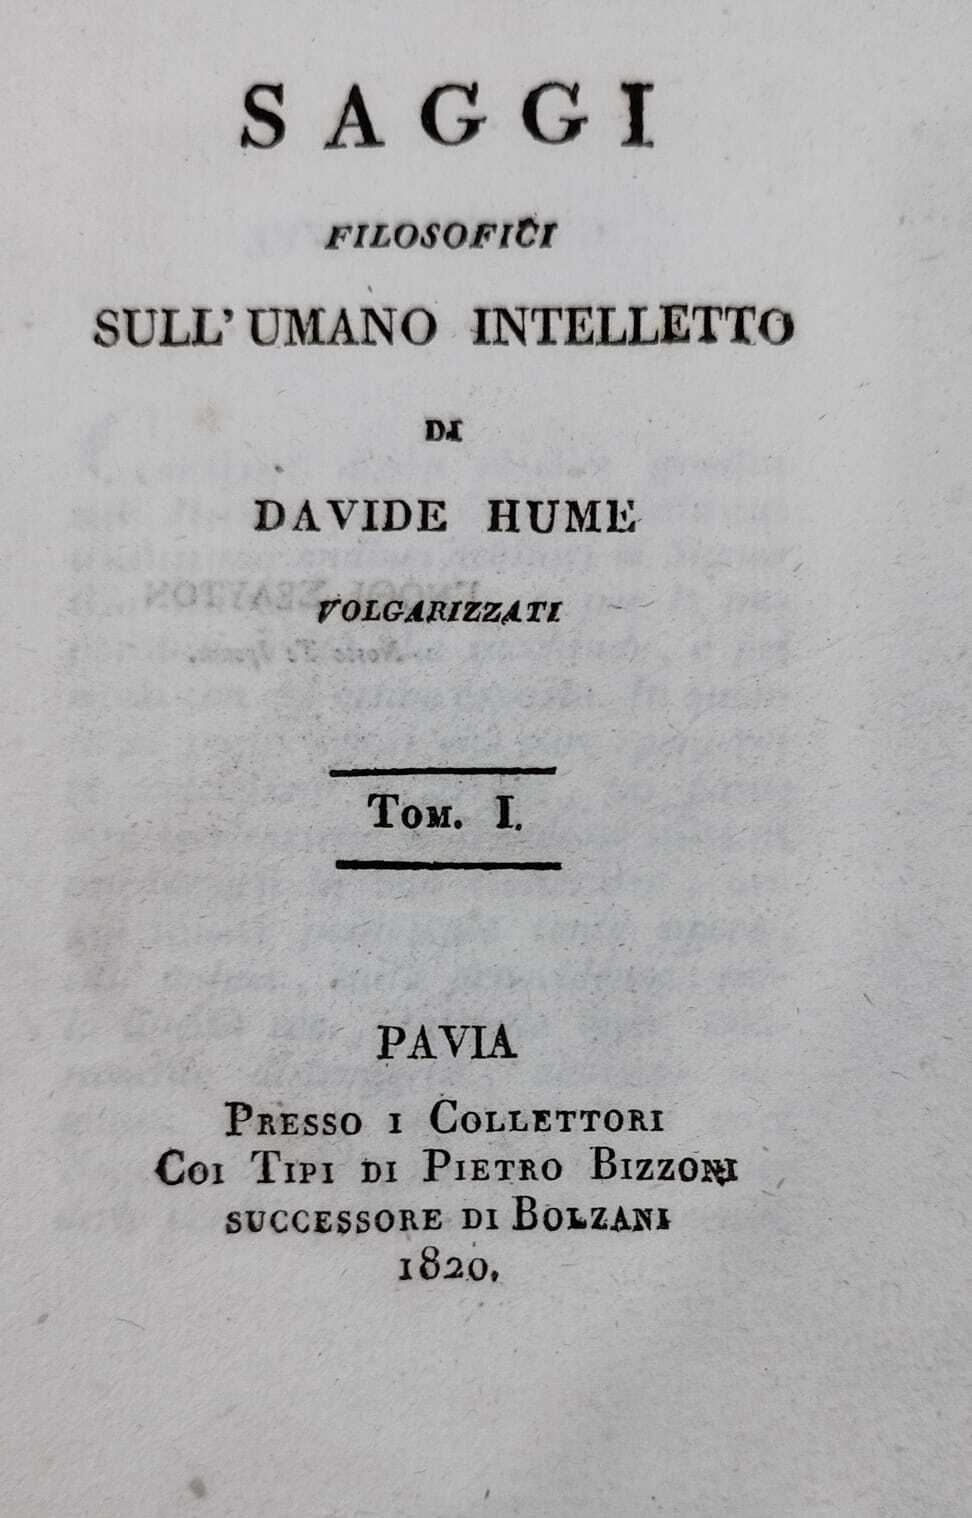 SAGGI
FILOSOFICI
SULL' UMANO INTELLETTO
DI
DAVIDE HUME
VOLGARIZZATI
TOM. I.
PAVIA
PRESSO I COLLETTORI
COI TIPI DI PIETRO BIZZONI
SUCCESSORE DI BOLZANI
1820.